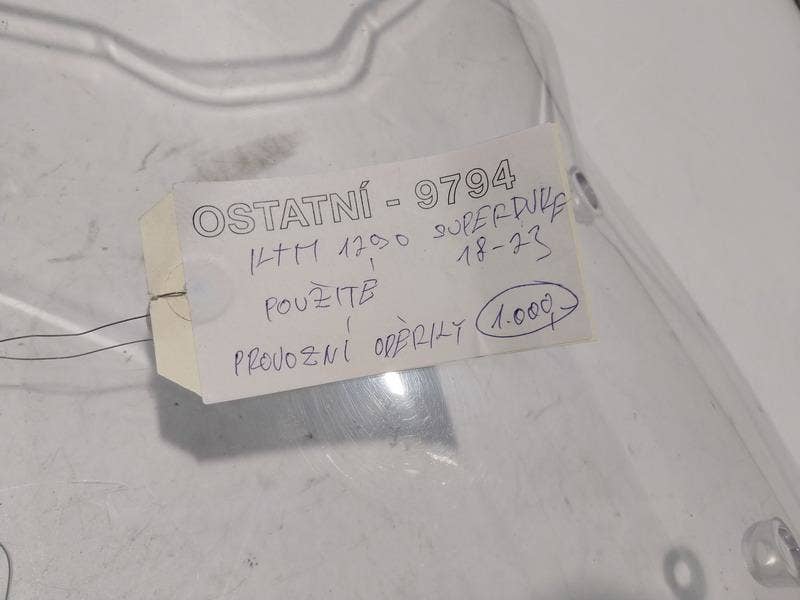 OSTATNÍ - 9794
KTM 1290 SUPERDUKE
18-23
POUŽITÉ
PROVOZNÍ ODĚRKY 1.000,-